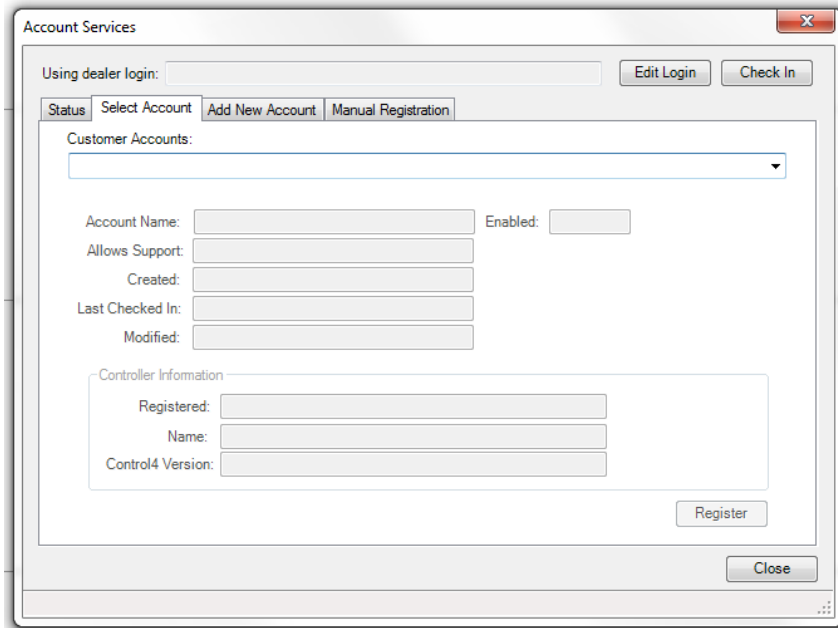 Account Services
Using dealer login: Edit Login Check In
Status Select Account Add New Account Manual Registration
Customer Accounts:
Account Name: Enabled:
Allows Support:
Created:
Last Checked In:
Modified:
Controller Information
Registered:
Name:
Control4 Version:
Register
Close